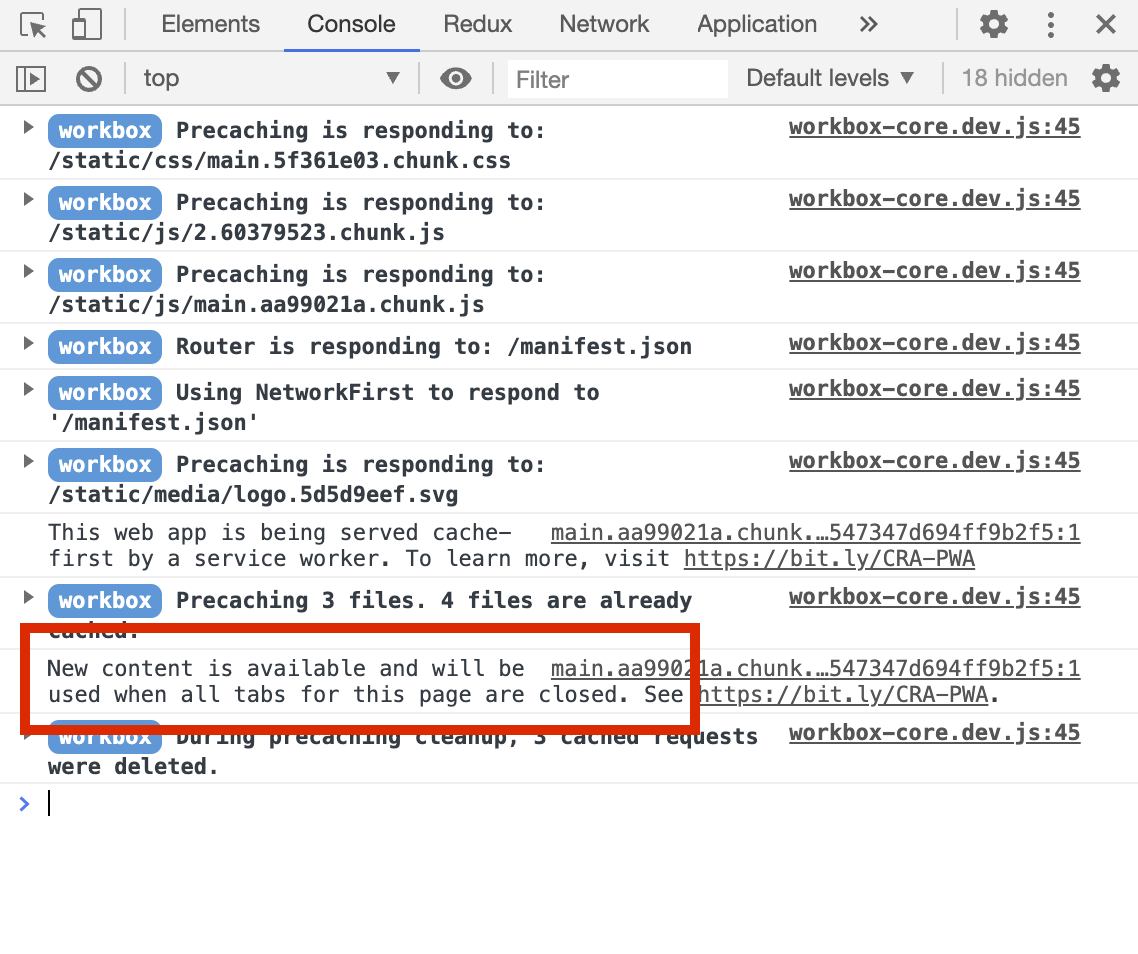 Elements Console Redux Network Application »
top ▼ Filter Default levels ▼ 18 hidden
workbox Precaching is responding to: workbox-core.dev.js:45
/static/css/main.5f361e03.chunk.css
workbox Precaching is responding to: workbox-core.dev.js:45
/static/js/2.60379523.chunk.js
workbox Precaching is responding to: workbox-core.dev.js:45
/static/js/main.aa99021a.chunk.js
workbox Router is responding to: /manifest.json workbox-core.dev.js:45
workbox Using NetworkFirst to respond to workbox-core.dev.js:45
'/manifest.json'
workbox Precaching is responding to: workbox-core.dev.js:45
/static/media/logo.5d5d9eef.svg
This web app is being served cache- main.aa99021a.chunk.…547347d694ff9b2f5:1
first by a service worker. To learn more, visit https://bit.ly/CRA-PWA
workbox Precaching 3 files. 4 files are already workbox-core.dev.js:45
cached.
New content is available and will be main.aa99021a.chunk.…547347d694ff9b2f5:1
used when all tabs for this page are closed. See https://bit.ly/CRA-PWA.
workbox During precaching cleanup, 3 cached requests workbox-core.dev.js:45
were deleted.
>